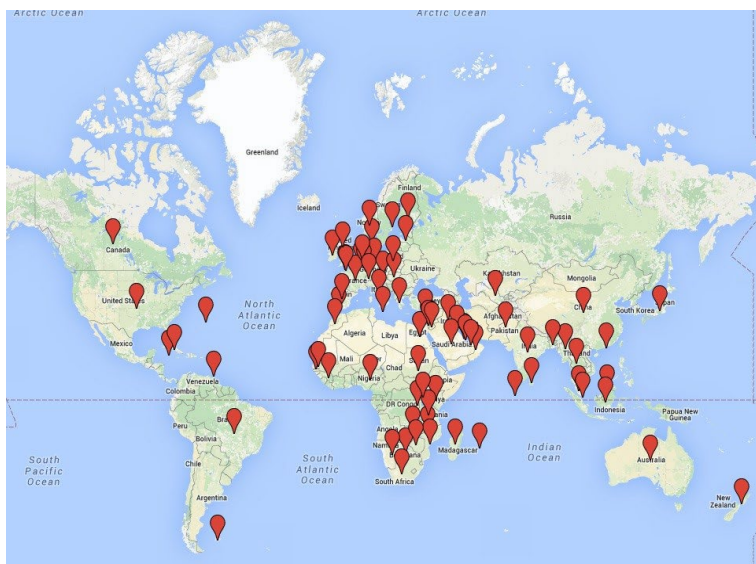 Arctic Ocean
Arctic Ocean
Greenland
Iceland
Finland
Russia
Canada
United States
North
Atlantic
Ocean
Ukraine
Kazakhstan
Mongolia
China
South Korea
Afghanistan
Pakistan
Algeria
Libya
Egypt
Saudi Arabia
Mexico
Mali
Chad
Nigeria
Thailand
Venezuela
Colombia
DR Congo
Indonesia
Papua New
Guinea
Peru
Bolivia
Angola
Madagascar
South
Pacific
Ocean
South
Atlantic
Ocean
Indian
Ocean
Chile
South Africa
Australia
Argentina
New
Zealand